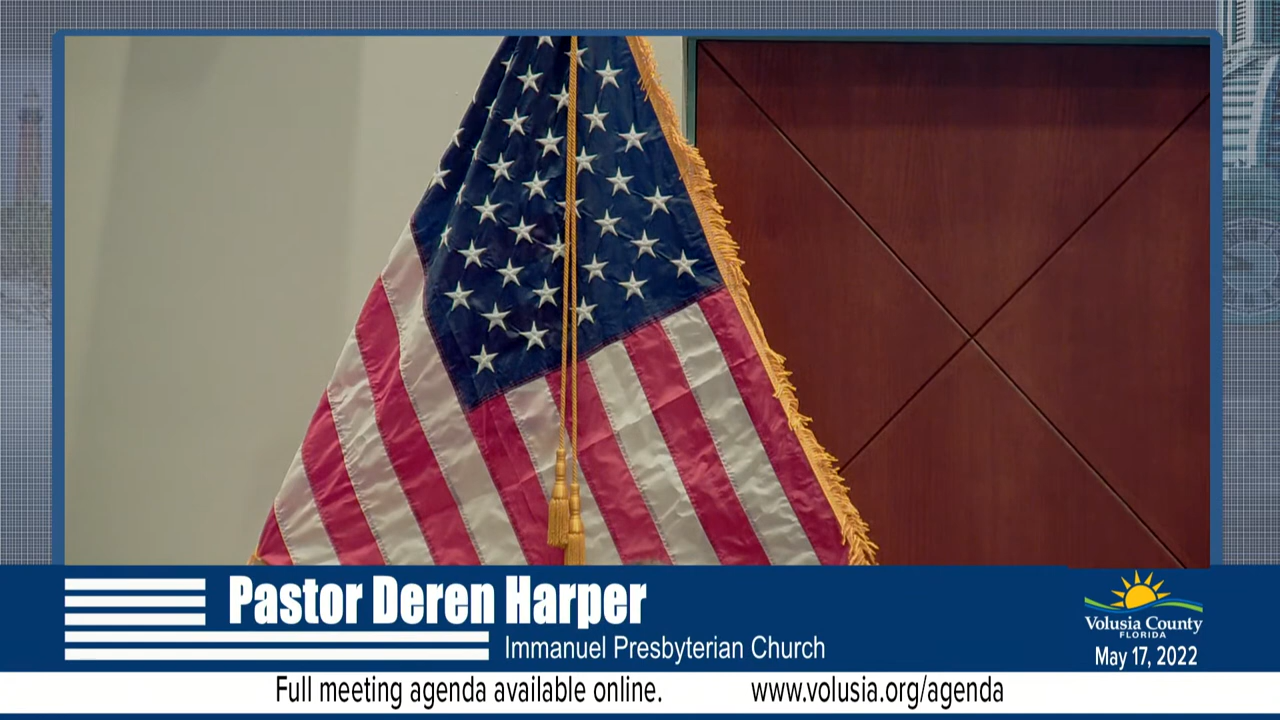 Pastor Deren Harper
Immanuel Presbyterian Church
Volusia County
FLORIDA
May 17, 2022
Full meeting agenda available online. www.volusia.org/agenda